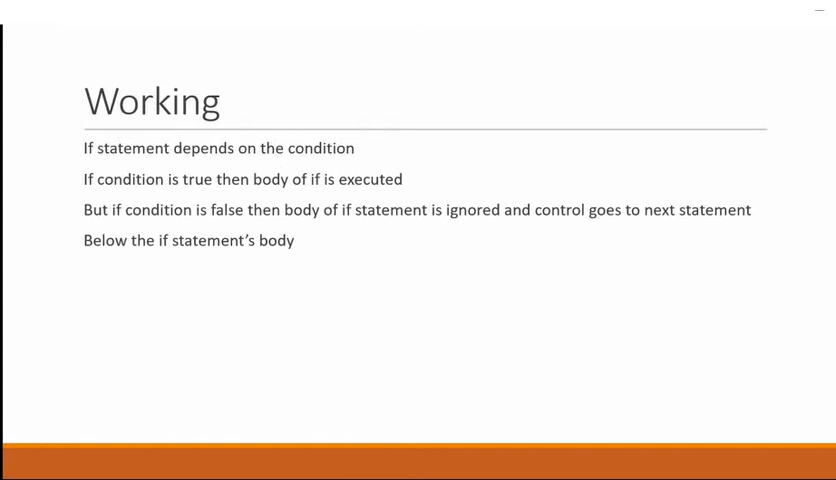 Working
If statement depends on the condition
If condition is true then body of if is executed
But if condition is false then body of if statement is ignored and control goes to next statement
Below the if statement’s body